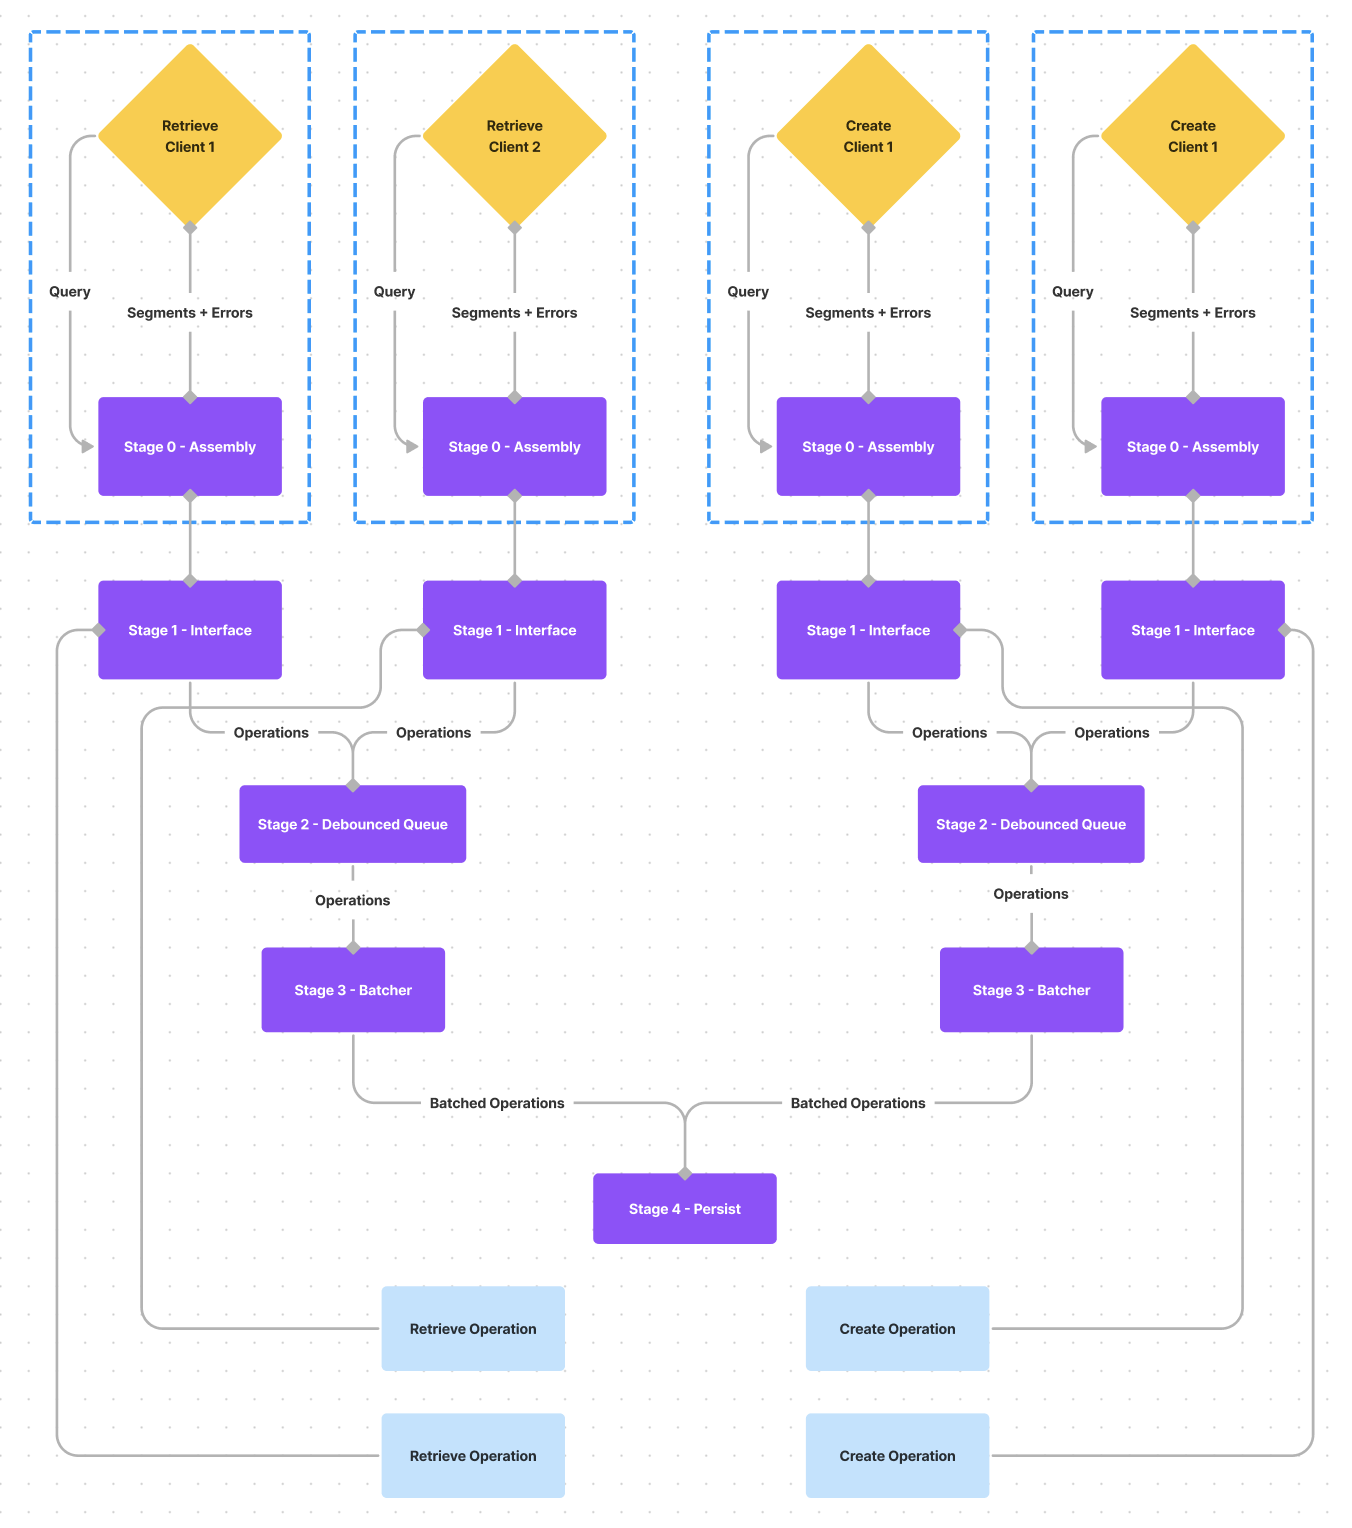 Retrieve
Client 1
Retrieve
Client 2
Create
Client 1
Create
Client 1
Query
Segments + Errors
Query
Segments + Errors
Query
Segments + Errors
Query
Segments + Errors
Stage 0 - Assembly
Stage 0 - Assembly
Stage 0 - Assembly
Stage 0 - Assembly
Stage 1 - Interface
Stage 1 - Interface
Stage 1 - Interface
Stage 1 - Interface
Operations
Operations
Operations
Operations
Stage 2 - Debounced Queue
Stage 2 - Debounced Queue
Operations
Operations
Stage 3 - Batcher
Stage 3 - Batcher
Batched Operations
Batched Operations
Stage 4 - Persist
Retrieve Operation
Create Operation
Retrieve Operation
Create Operation